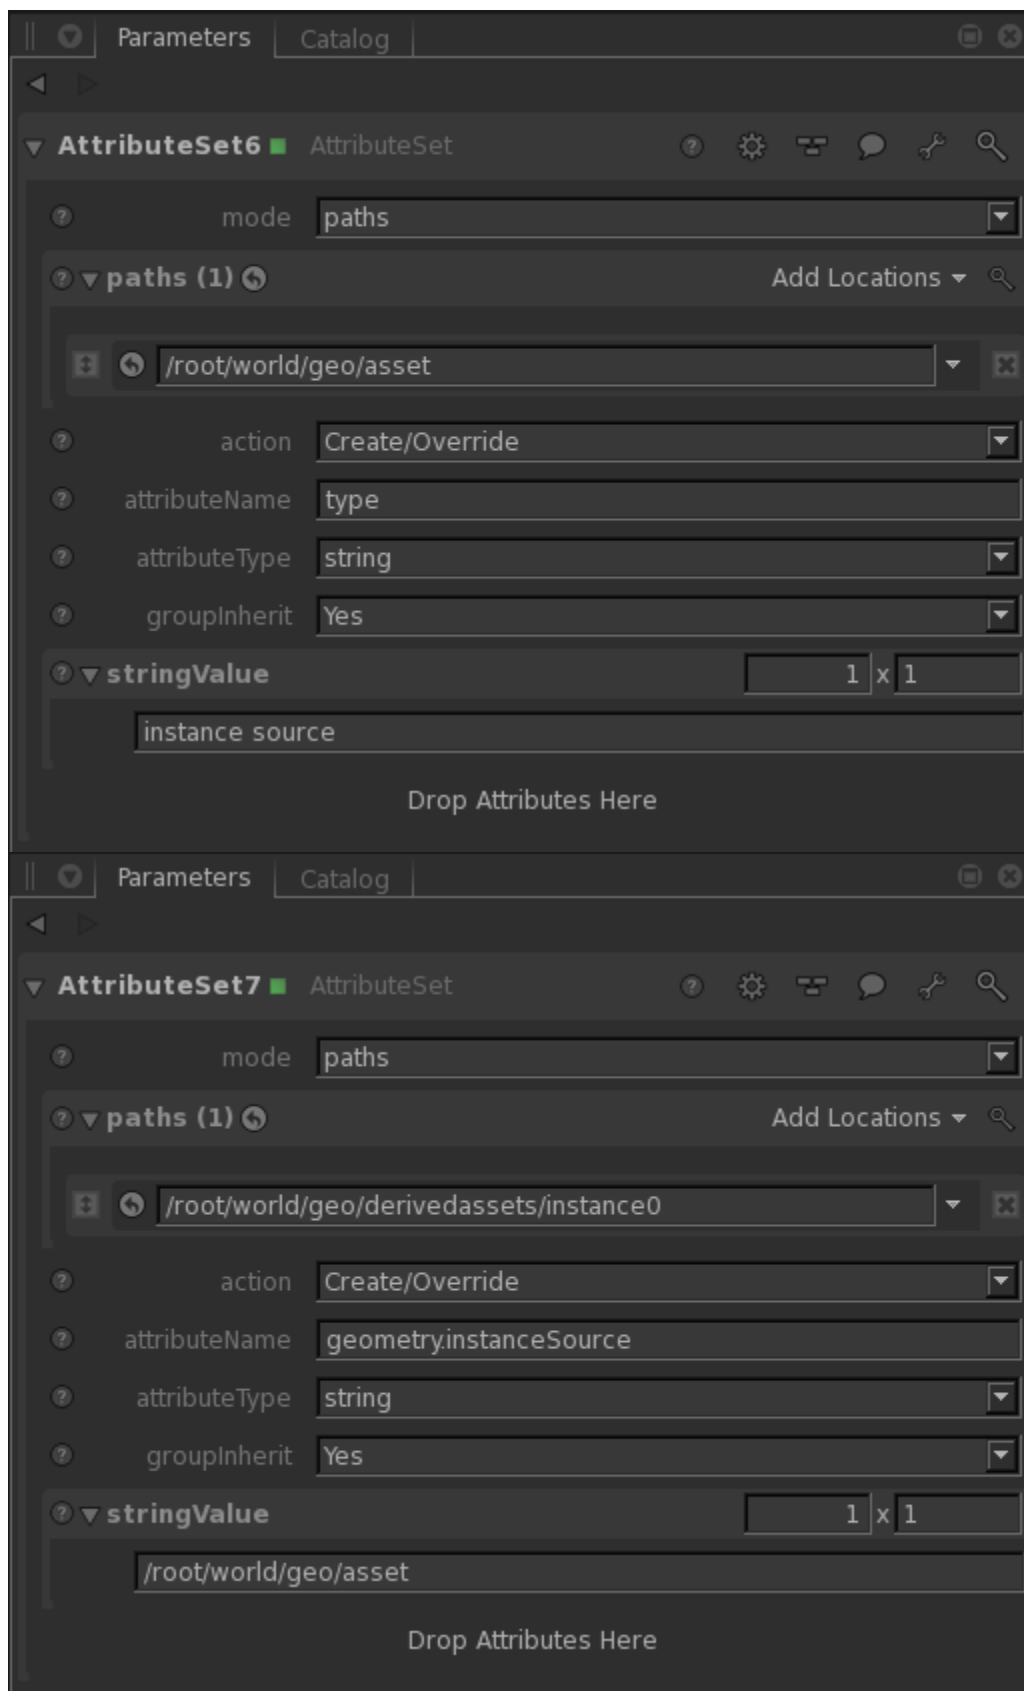 Parameters Catalog
AttributeSet6 AttributeSet
mode paths
paths (1) Add Locations
/root/world/geo/asset
action Create/Override
attributeName type
attributeType string
groupInherit Yes
stringValue 1 x 1
instance source
Drop Attributes Here
Parameters Catalog
AttributeSet7 AttributeSet
mode paths
paths (1) Add Locations
/root/world/geo/derivedassets/instance0
action Create/Override
attributeName geometry.instanceSource
attributeType string
groupInherit Yes
stringValue 1 x 1
/root/world/geo/asset
Drop Attributes Here